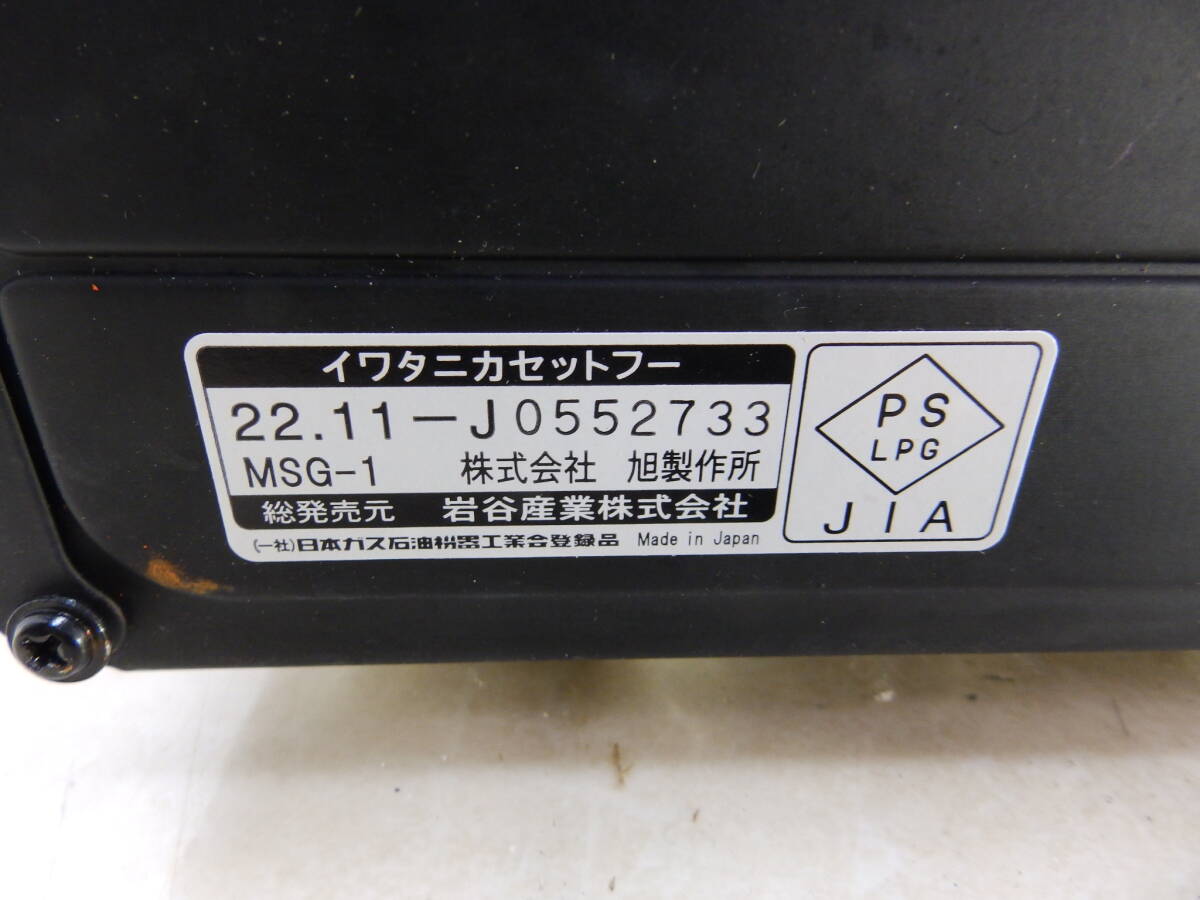 イワタニカセットフー
22.11-J0552733
MSG-1 株式会社 旭製作所
総発売元 岩谷産業株式会社
(一社)日本ガス石油機器工業会登録品 Made in Japan
PS
LPG
JIA